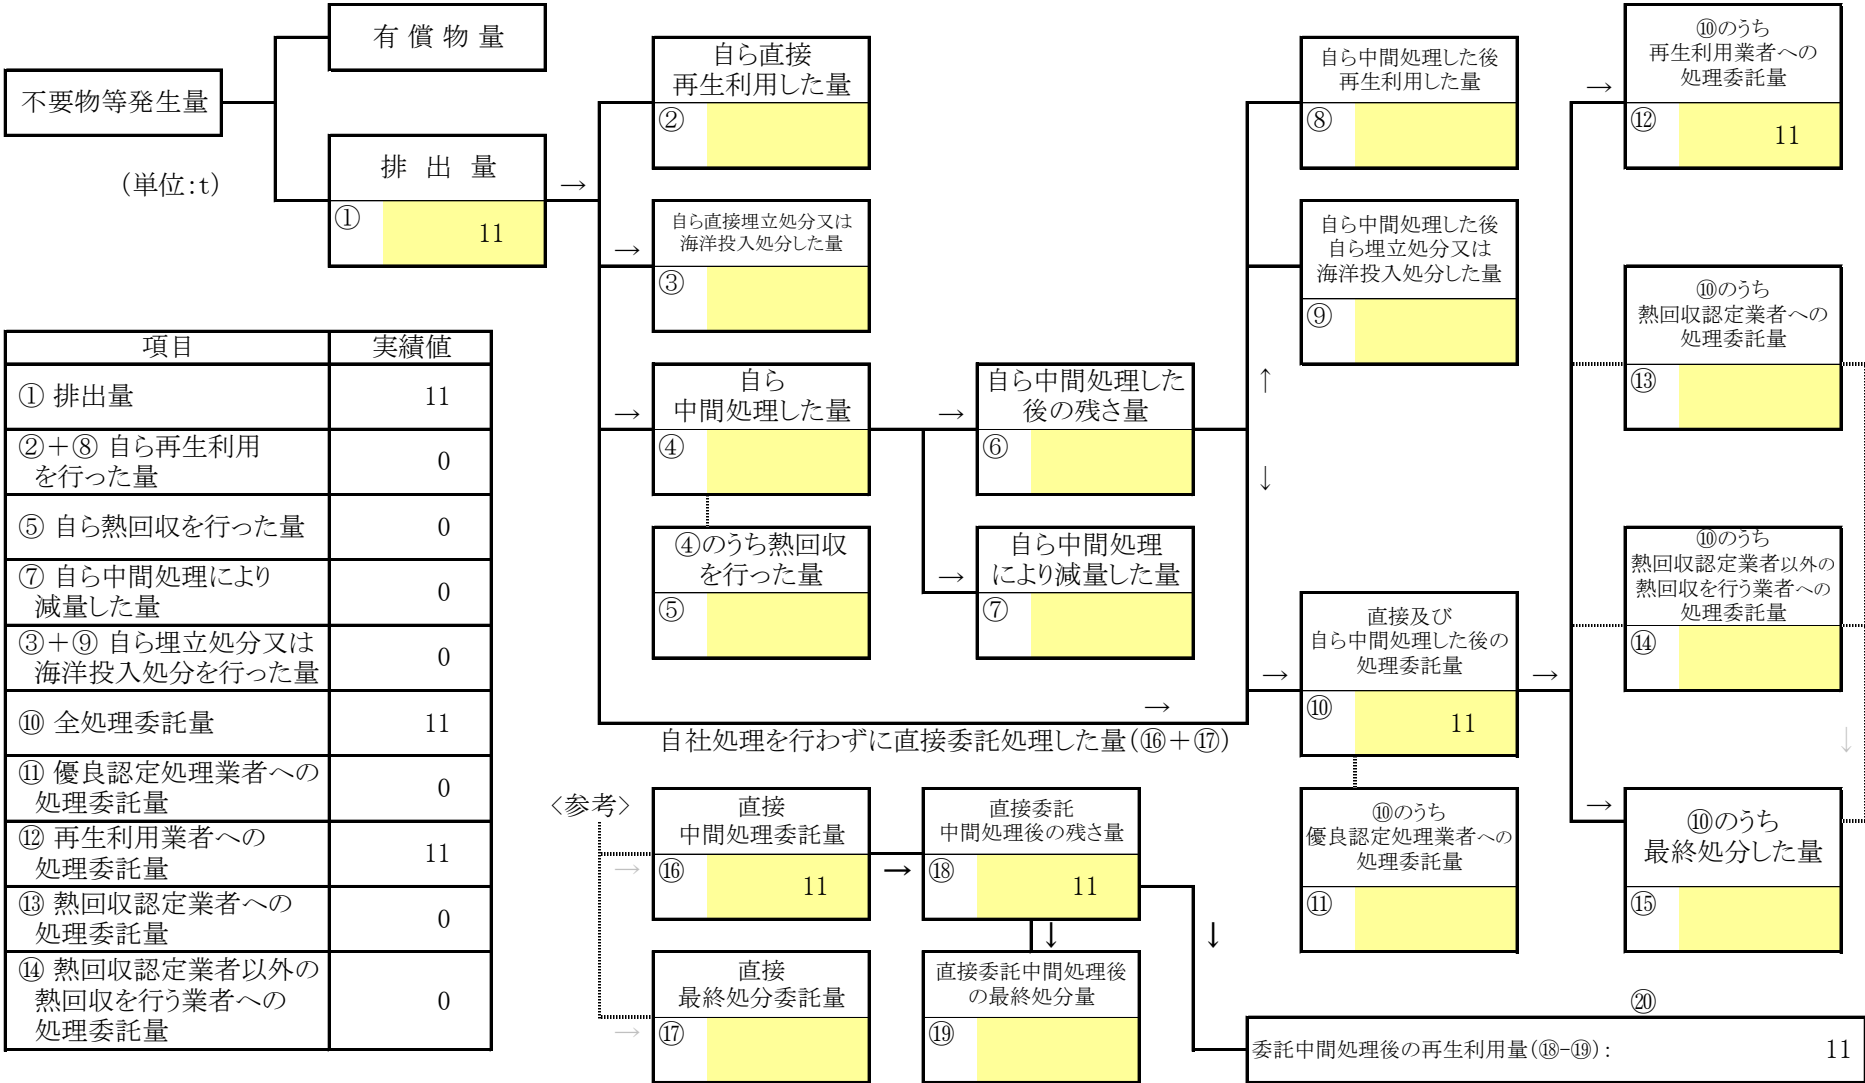 不要物等発生量
(単位:t)
有 償 物 量
排 出 量
①
11
→
自ら直接
再生利用した量
②
→
自ら直接埋立処分又は
海洋投入処分した量
③
→
自ら
中間処理した量
④
④のうち熱回収
を行った量
⑤
→
自ら中間処理した
後の残さ量
⑥
→
自ら中間処理
により減量した量
⑦
↑
↓
自ら中間処理した後
再生利用した量
⑧
自ら中間処理した後
自ら埋立処分又は
海洋投入処分した量
⑨
→
自社処理を行わずに直接委託処理した量(⑯+⑰)
→
直接及び
自ら中間処理した後の
処理委託量
⑩
11
⑩のうち
優良認定処理業者への
処理委託量
⑪
→
→
⑩のうち
再生利用業者への
処理委託量
⑫
11
⑩のうち
熱回収認定業者への
処理委託量
⑬
⑩のうち
熱回収認定業者以外の
熱回収を行う業者への
処理委託量
⑭
↓
→
⑩のうち
最終処分した量
⑮
項目 実績値
① 排出量 11
②+⑧ 自ら再生利用
を行った量 0
⑤ 自ら熱回収を行った量 0
⑦ 自ら中間処理により
減量した量 0
③+⑨ 自ら埋立処分又は
海洋投入処分を行った量 0
⑩ 全処理委託量 11
⑪ 優良認定処理業者への
処理委託量 0
⑫ 再生利用業者への
処理委託量 11
⑬ 熱回収認定業者への
処理委託量 0
⑭ 熱回収認定業者以外の
熱回収を行う業者への
処理委託量 0
<参考>
→
直接
中間処理委託量
⑯
11
→
直接委託
中間処理後の残さ量
⑱
11
↓
↓
→
直接
最終処分委託量
⑰
直接委託中間処理後
の最終処分量
⑲
⑳
委託中間処理後の再生利用量(⑱-⑲): 11